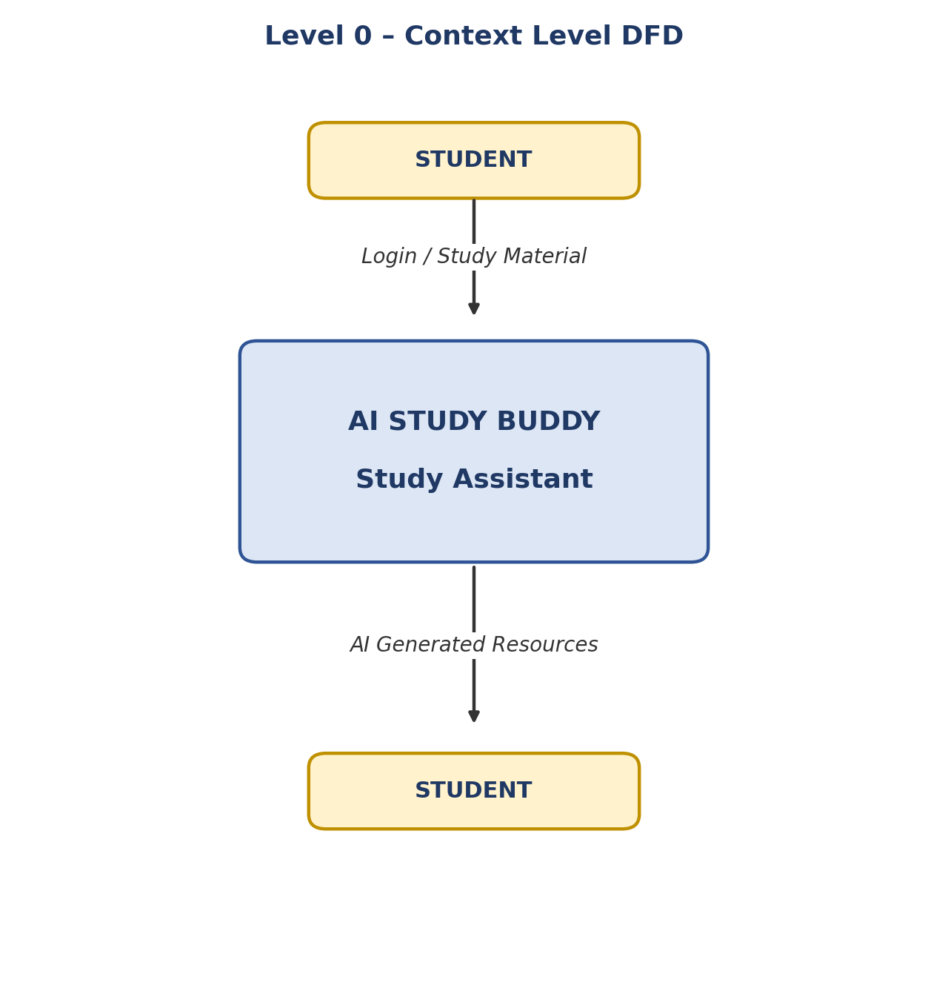 Level 0 – Context Level DFD
STUDENT
Login / Study Material
AI STUDY BUDDY
Study Assistant
AI Generated Resources
STUDENT